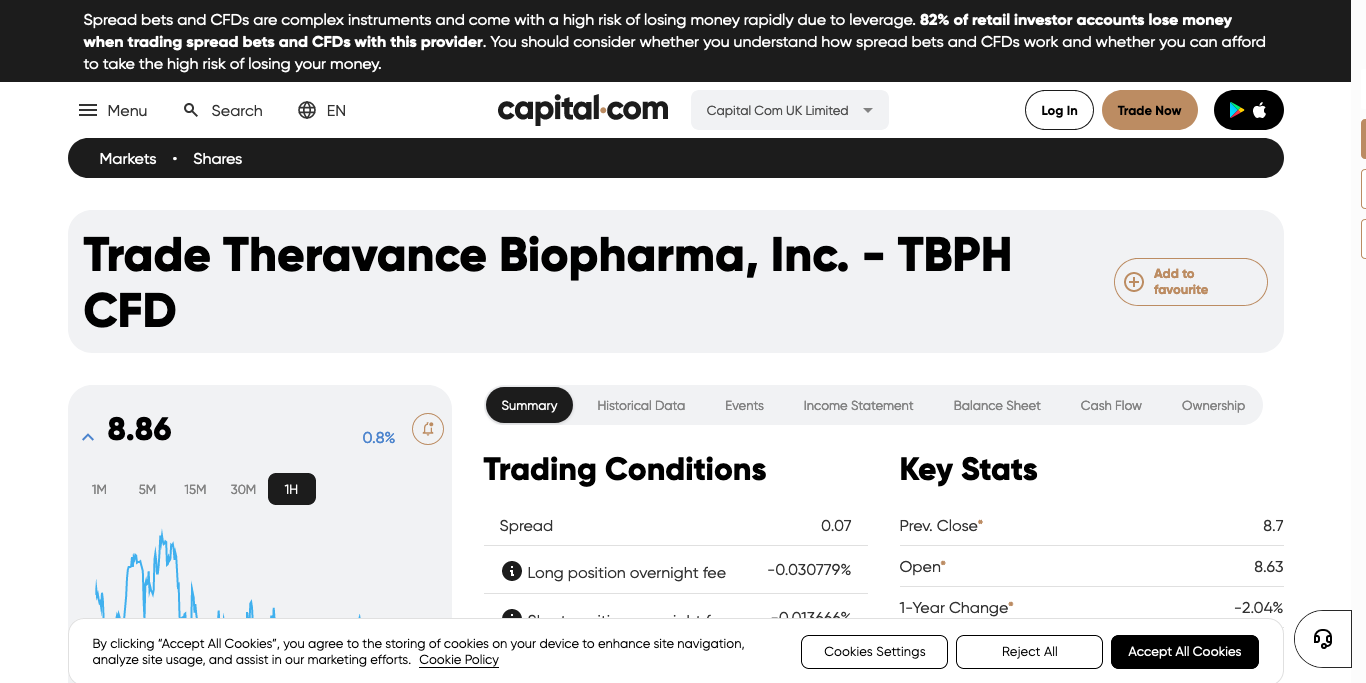 Spread bets and CFDs are complex instruments and come with a high risk of losing money rapidly due to leverage. 82% of retail investor accounts lose money
when trading spread bets and CFDs with this provider. You should consider whether you understand how spread bets and CFDs work and whether you can afford
to take the high risk of losing your money.
Menu Search EN capital.com Capital Com UK Limited Log In Trade Now
Markets • Shares
Trade Theravance Biopharma, Inc. - TBPH
CFD
Add to
favourite
8.86 0.8%
1M 5M 15M 30M 1H
Summary Historical Data Events Income Statement Balance Sheet Cash Flow Ownership
Trading Conditions
Spread 0.07
Long position overnight fee -0.030779%
Short position overnight fee -0.013666%
Key Stats
Prev. Close* 8.7
Open* 8.63
1-Year Change* -2.04%
By clicking “Accept All Cookies”, you agree to the storing of cookies on your device to enhance site navigation,
analyze site usage, and assist in our marketing efforts. Cookie Policy
Cookies Settings Reject All Accept All Cookies